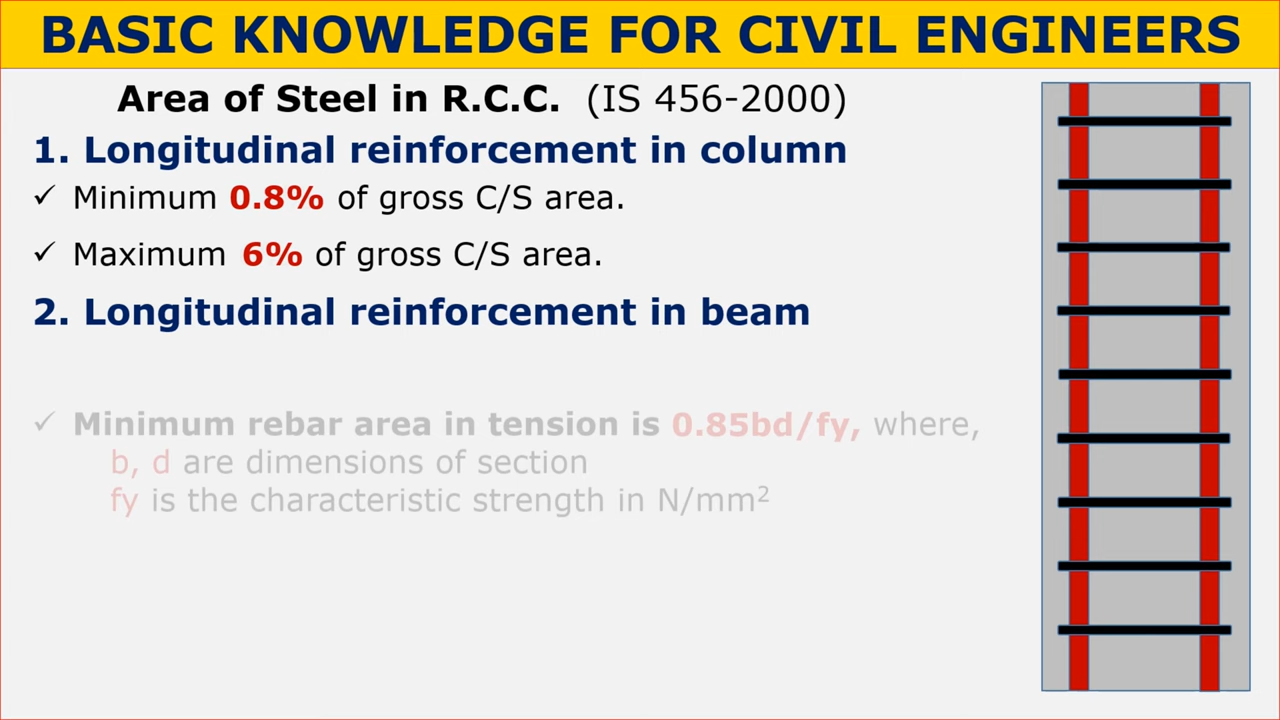 BASIC KNOWLEDGE FOR CIVIL ENGINEERS
Area of Steel in R.C.C. (IS 456-2000)
1. Longitudinal reinforcement in column
✓ Minimum 0.8% of gross C/S area.
✓ Maximum 6% of gross C/S area.
2. Longitudinal reinforcement in beam
✓ Minimum rebar area in tension is 0.85bd/fy, where,
b, d are dimensions of section
fy is the characteristic strength in N/mm²